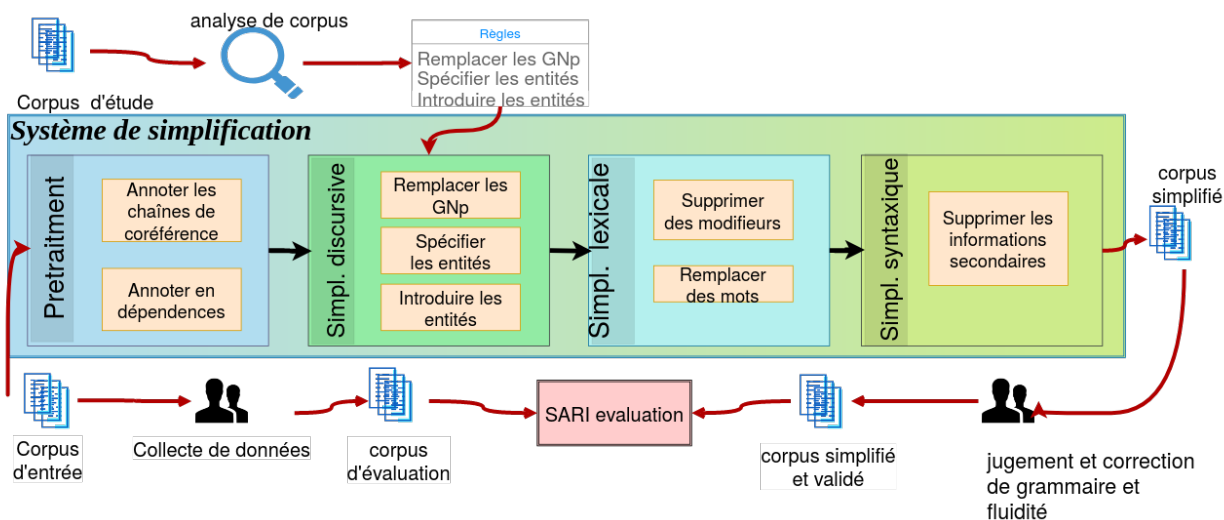 analyse de corpus
Règles
Remplacer les GNp
Spécifier les entités
Introduire les entités
Corpus d'étude
Système de simplification
Pretraitment
Annoter les
chaînes de
coréférence
Annoter en
dépendences
Simpl. discursive
Remplacer les
GNp
Spécifier
les entités
Introduire les
entités
Simpl. lexicale
Supprimer
des modifieurs
Remplacer
des mots
Simpl. syntaxique
Supprimer les
informations
secondaires
corpus
simplifié
Corpus
d'entrée
Collecte de données
corpus
d'évaluation
SARI evaluation
corpus simplifié
et validé
jugement et correction
de grammaire et
fluidité